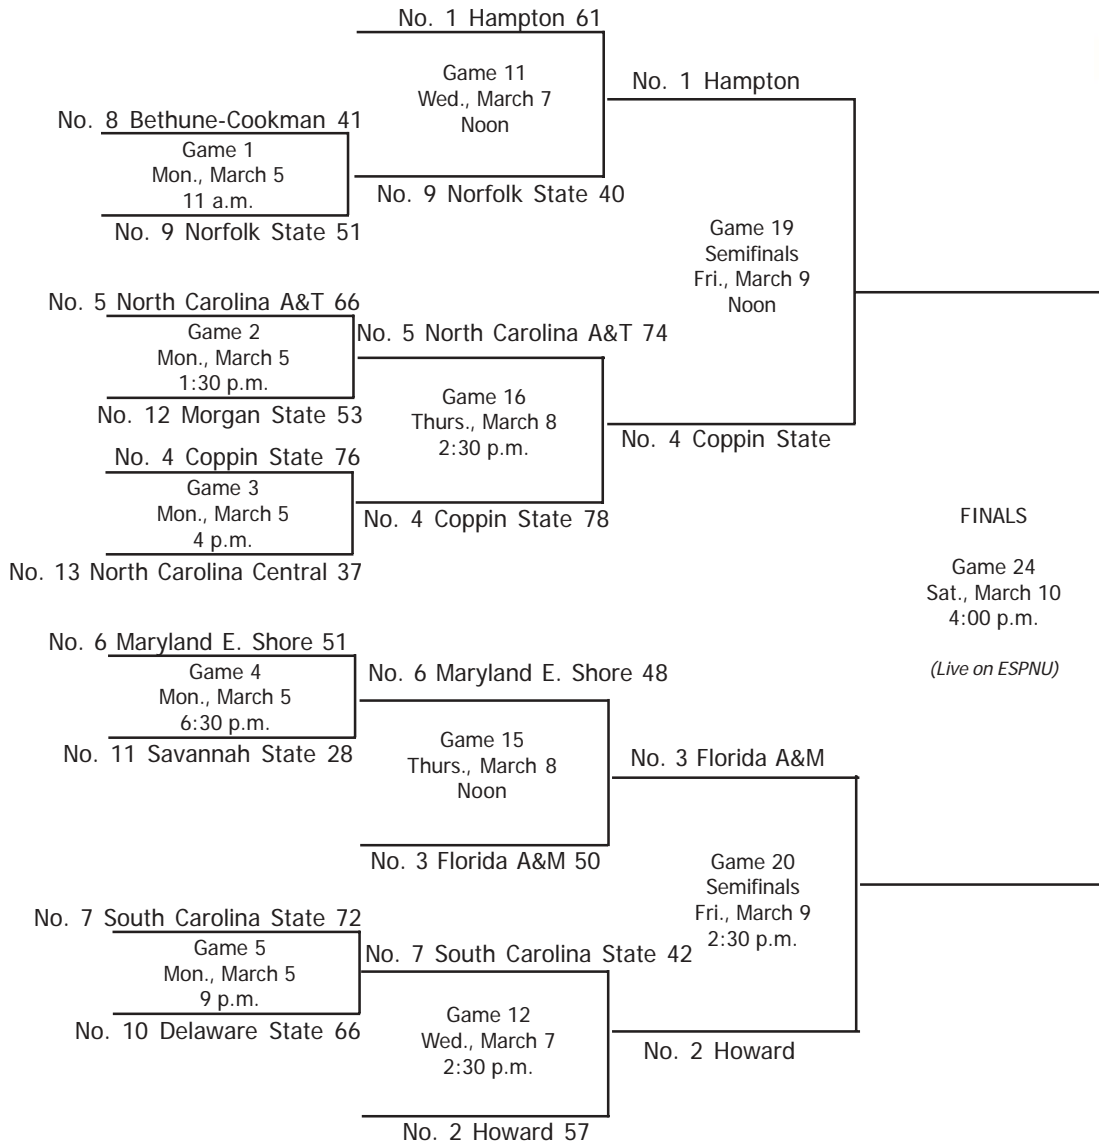 No. 1 Hampton 61
Game 11
Wed., March 7
Noon
No. 1 Hampton
No. 8 Bethune-Cookman 41
Game 1
Mon., March 5
11 a.m.
No. 9 Norfolk State 40
No. 9 Norfolk State 51
Game 19
Semifinals
Fri., March 9
Noon
No. 5 North Carolina A&T 66
Game 2
Mon., March 5
1:30 p.m.
No. 5 North Carolina A&T 74
No. 12 Morgan State 53
Game 16
Thurs., March 8
2:30 p.m.
No. 4 Coppin State
No. 4 Coppin State 76
Game 3
Mon., March 5
4 p.m.
No. 4 Coppin State 78
No. 13 North Carolina Central 37
FINALS
Game 24
Sat., March 10
4:00 p.m.
(Live on ESPNU)
No. 6 Maryland E. Shore 51
Game 4
Mon., March 5
6:30 p.m.
No. 6 Maryland E. Shore 48
No. 11 Savannah State 28
Game 15
Thurs., March 8
Noon
No. 3 Florida A&M
No. 3 Florida A&M 50
Game 20
Semifinals
Fri., March 9
2:30 p.m.
No. 7 South Carolina State 72
Game 5
Mon., March 5
9 p.m.
No. 7 South Carolina State 42
No. 10 Delaware State 66
Game 12
Wed., March 7
2:30 p.m.
No. 2 Howard
No. 2 Howard 57